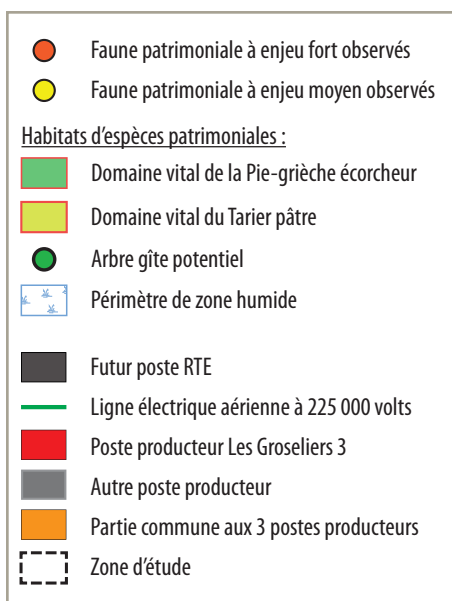 Faune patrimoniale à enjeu fort observés
Faune patrimoniale à enjeu moyen observés
Habitats d'espèces patrimoniales :
Domaine vital de la Pie-grièche écorcheur
Domaine vital du Tarier pâtre
Arbre gîte potentiel
Périmètre de zone humide
Futur poste RTE
Ligne électrique aérienne à 225 000 volts
Poste producteur Les Groseliers 3
Autre poste producteur
Partie commune aux 3 postes producteurs
Zone d'étude